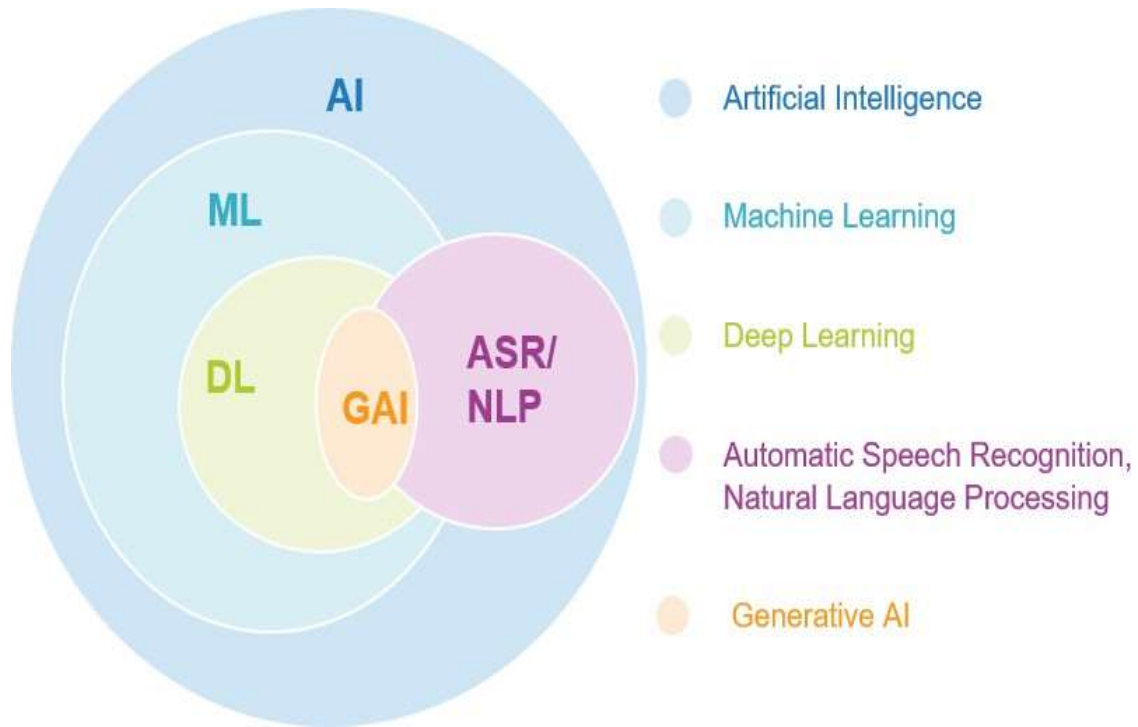 AI
ML
DL
GAI
ASR/
NLP
Artificial Intelligence
Machine Learning
Deep Learning
Automatic Speech Recognition,
Natural Language Processing
Generative AI